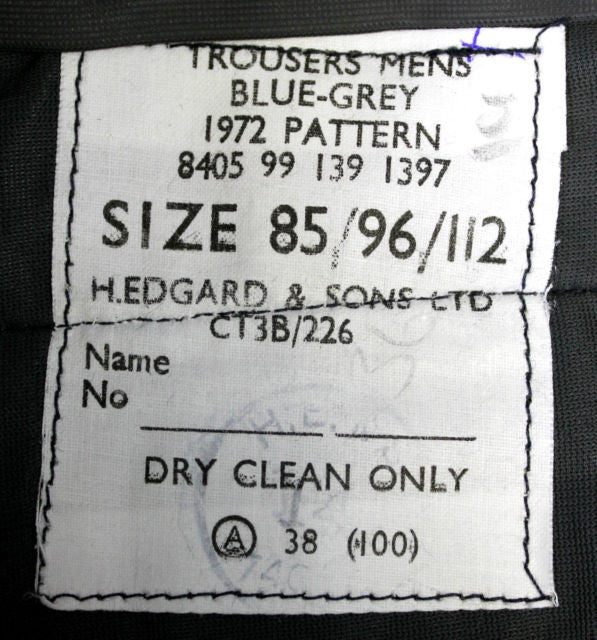 TROUSERS MENS
BLUE-GREY
1972 PATTERN
8405 99 139 1397
SIZE 85/96/112
H.EDGARD & SONS LTD
CT3B/226
Name
No
H.E.
DRY CLEAN ONLY
A 38 (100)